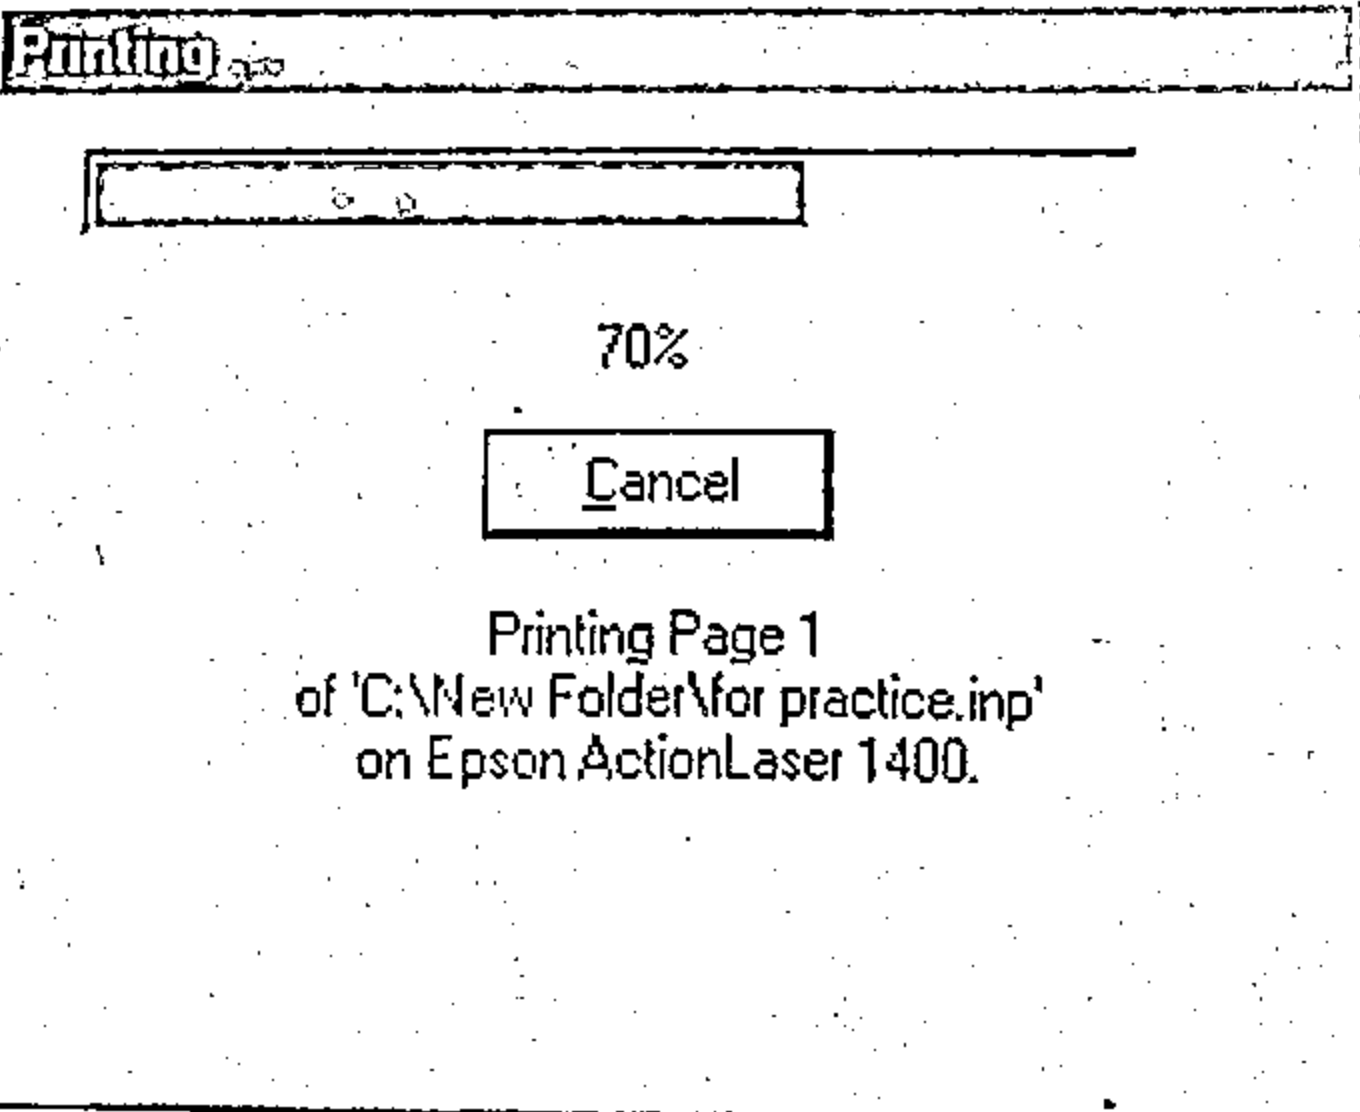 Printing
70%
Cancel
Printing Page 1
of 'C:\New Folder\for practice.inp'
on Epson ActionLaser 1400.